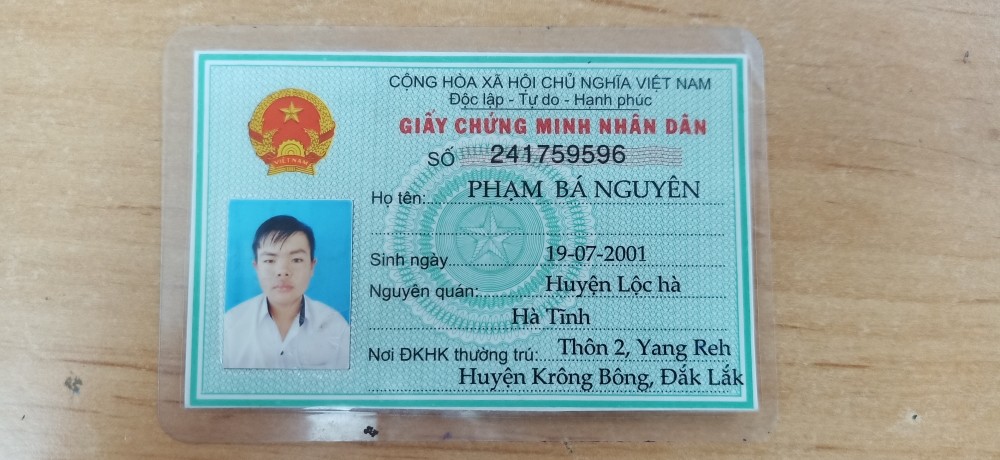 CỘNG HÒA XÃ HỘI CHỦ NGHĨA VIỆT NAM
Độc lập - Tự do - Hạnh phúc
GIẤY CHỨNG MINH NHÂN DÂN
SỐ 241759596
Họ tên: PHẠM BÁ NGUYÊN
Sinh ngày 19-07-2001
Nguyên quán: Huyện Lộc hà
Hà Tĩnh
Nơi ĐKHK thường trú: Thôn 2, Yang Reh
Huyện Krông Bông, Đắk Lắk
VIỆT NAM